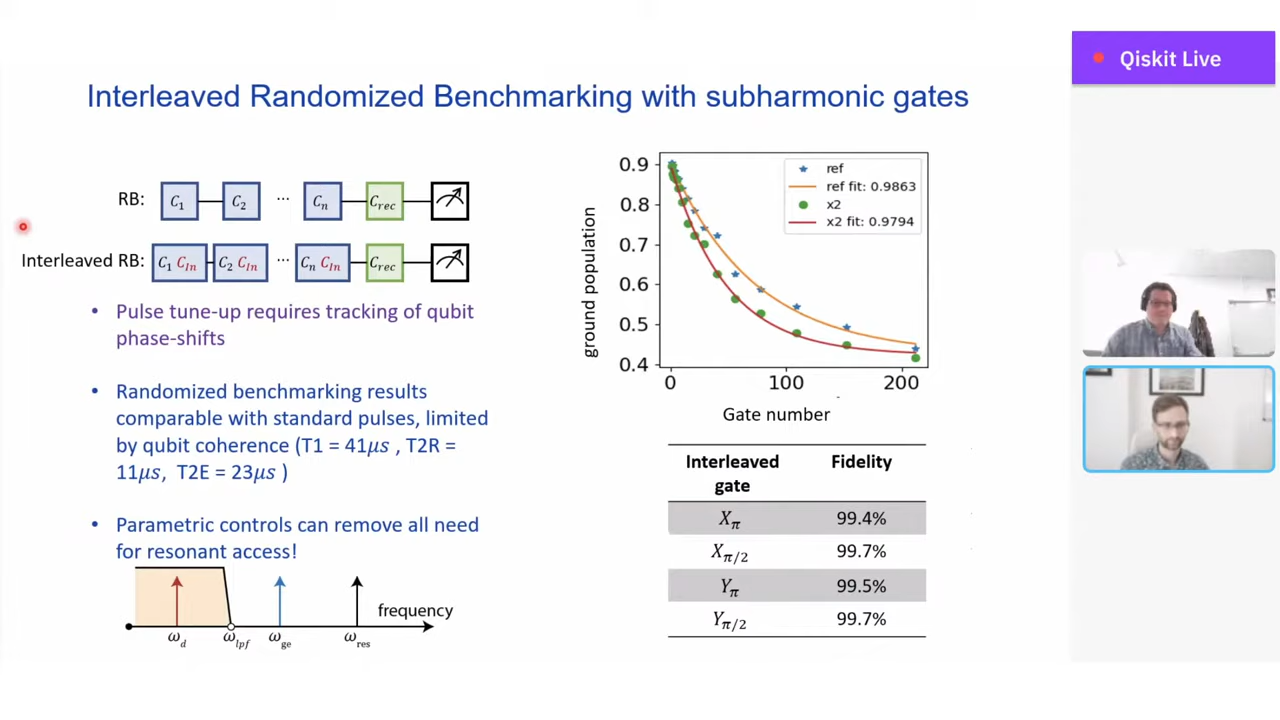 Qiskit Live
Interleaved Randomized Benchmarking with subharmonic gates
RB: C₁ C₂ ... Cₙ C_rec
Interleaved RB: C₁ C_In C₂ C_In ... Cₙ C_In C_rec
• Pulse tune-up requires tracking of qubit
phase-shifts
• Randomized benchmarking results
comparable with standard pulses, limited
by qubit coherence (T1 = 41μs , T2R =
11μs, T2E = 23μs )
• Parametric controls can remove all need
for resonant access!
frequency
ω_d ω_lpf ω_ge ω_res
ground population
0.9
0.8
0.7
0.6
0.5
0.4
0 100 200
Gate number
ref
ref fit: 0.9863
x2
x2 fit: 0.9794
Interleaved Fidelity
gate
X_π 99.4%
X_π/2 99.7%
Y_π 99.5%
Y_π/2 99.7%